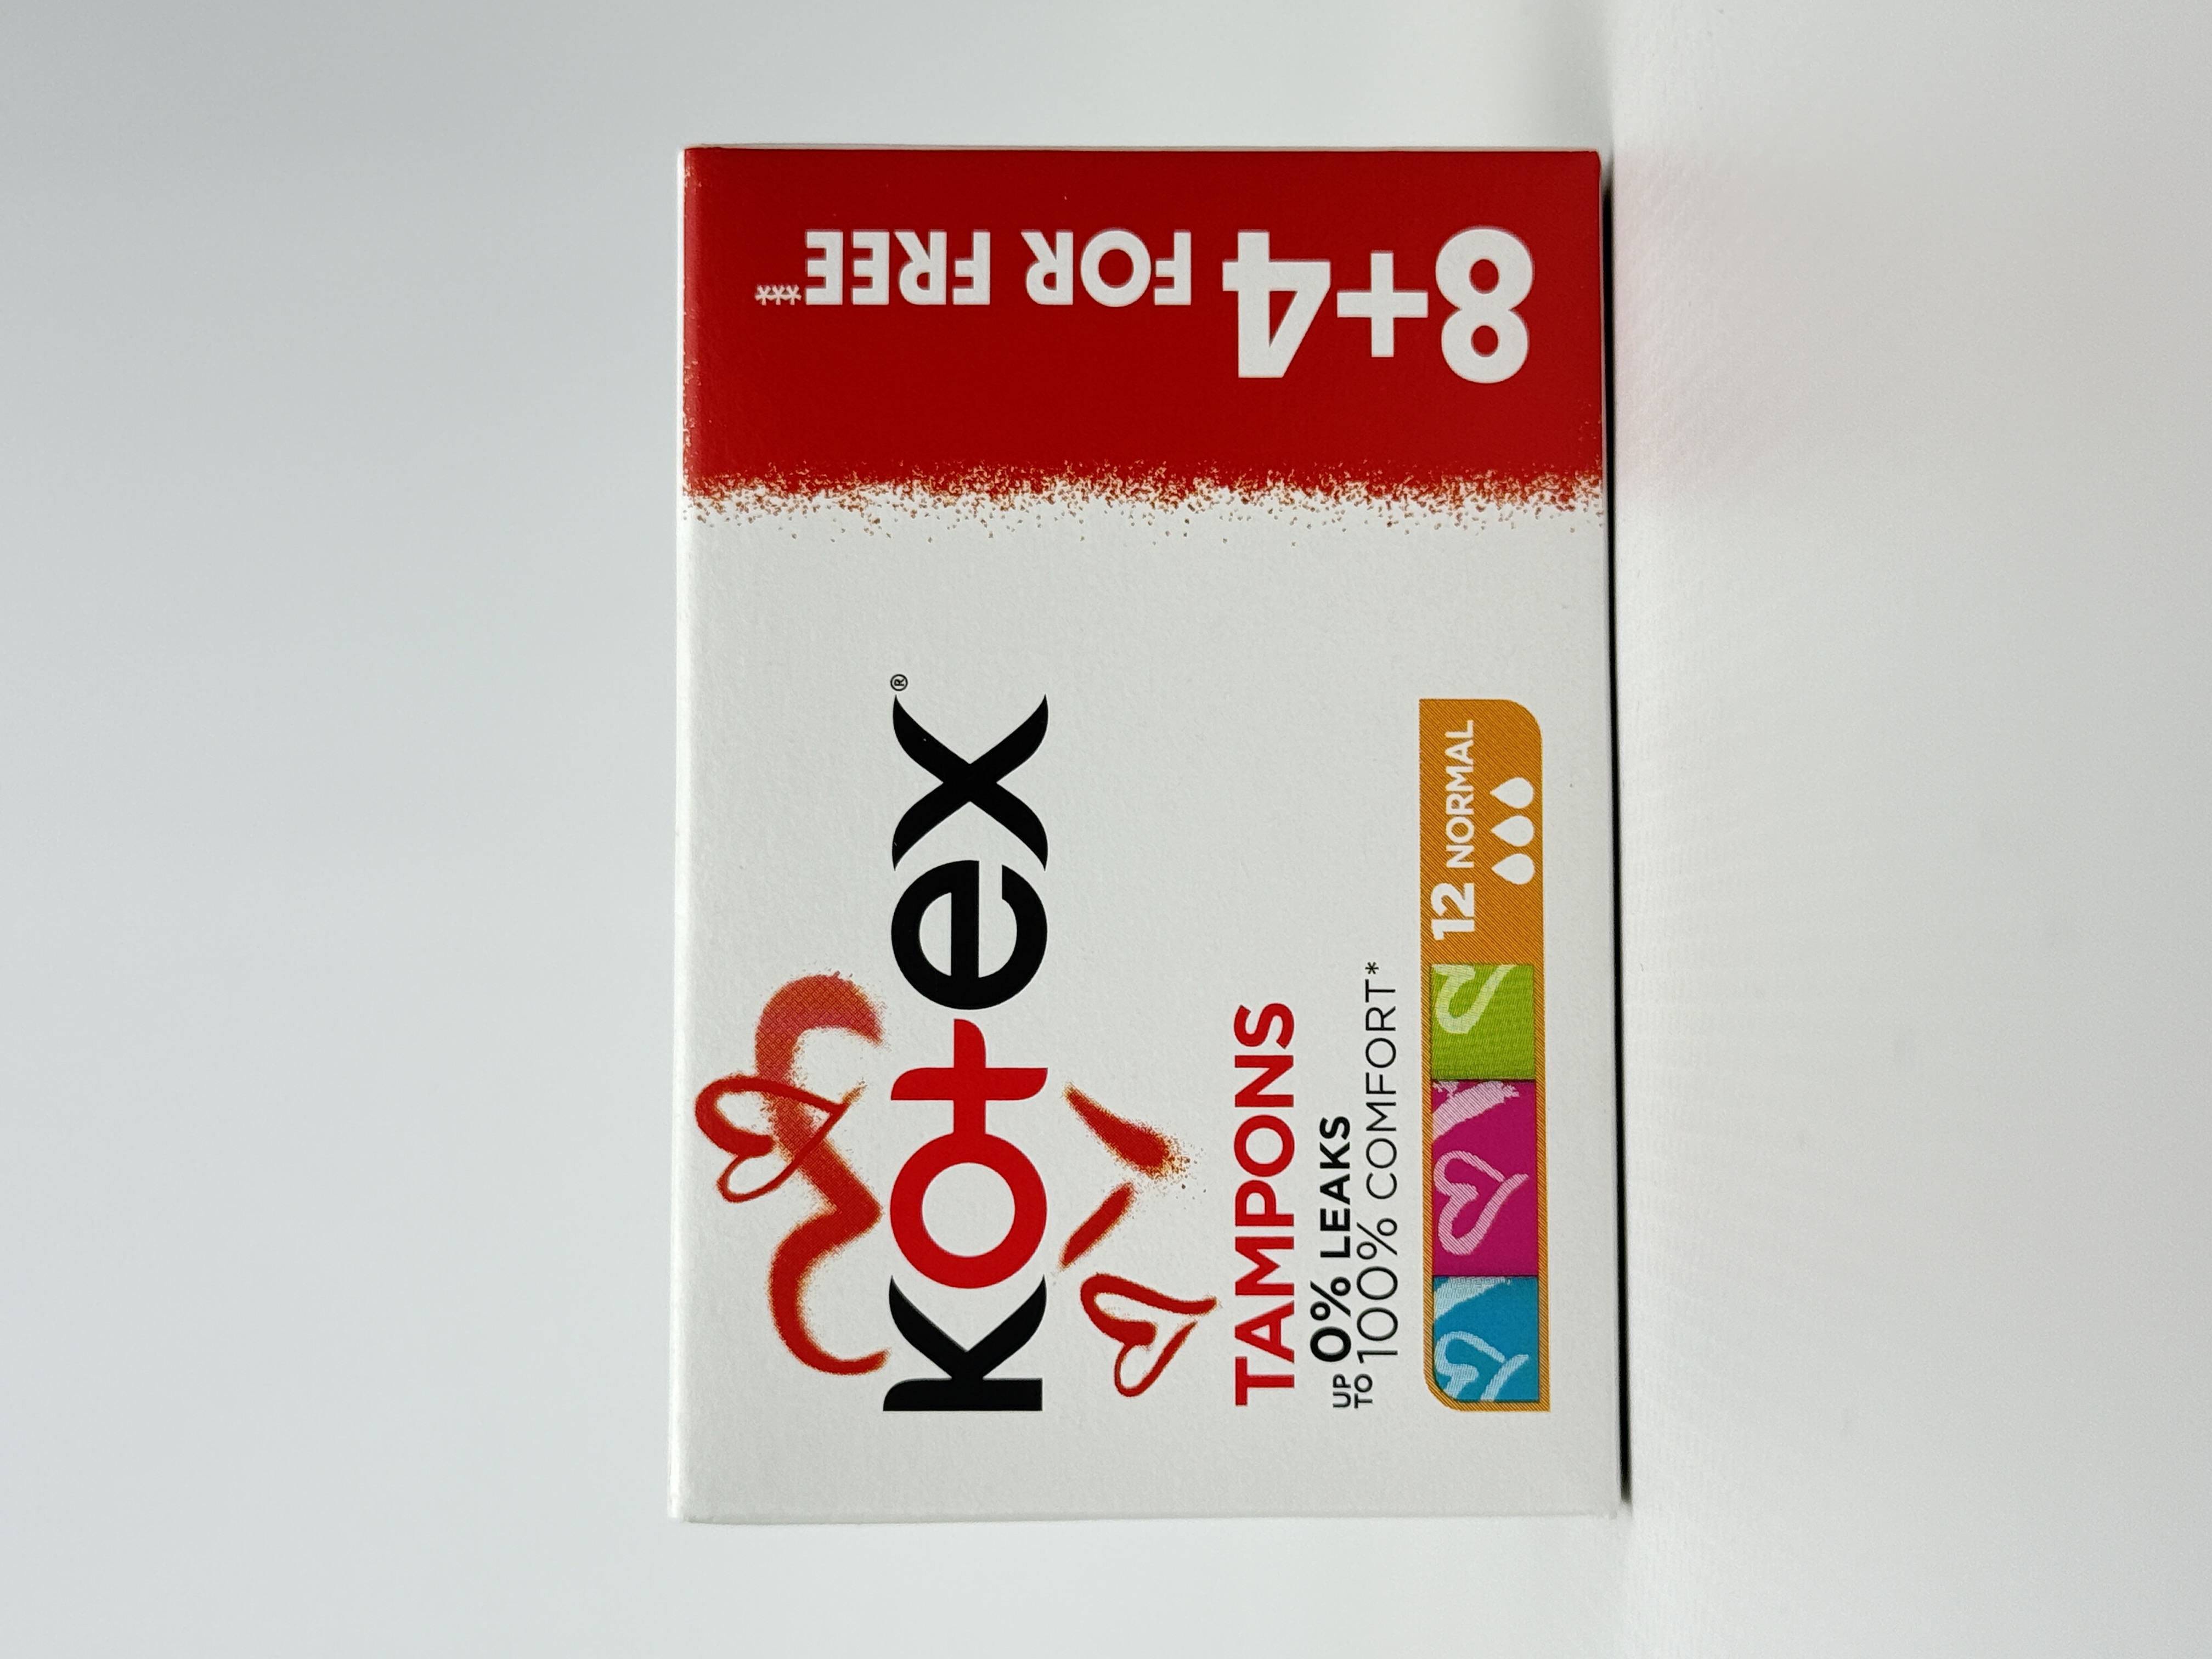 8+4 FOR FREE***
kotex®
TAMPONS
UP TO 0% LEAKS
100% COMFORT*
12 NORMAL